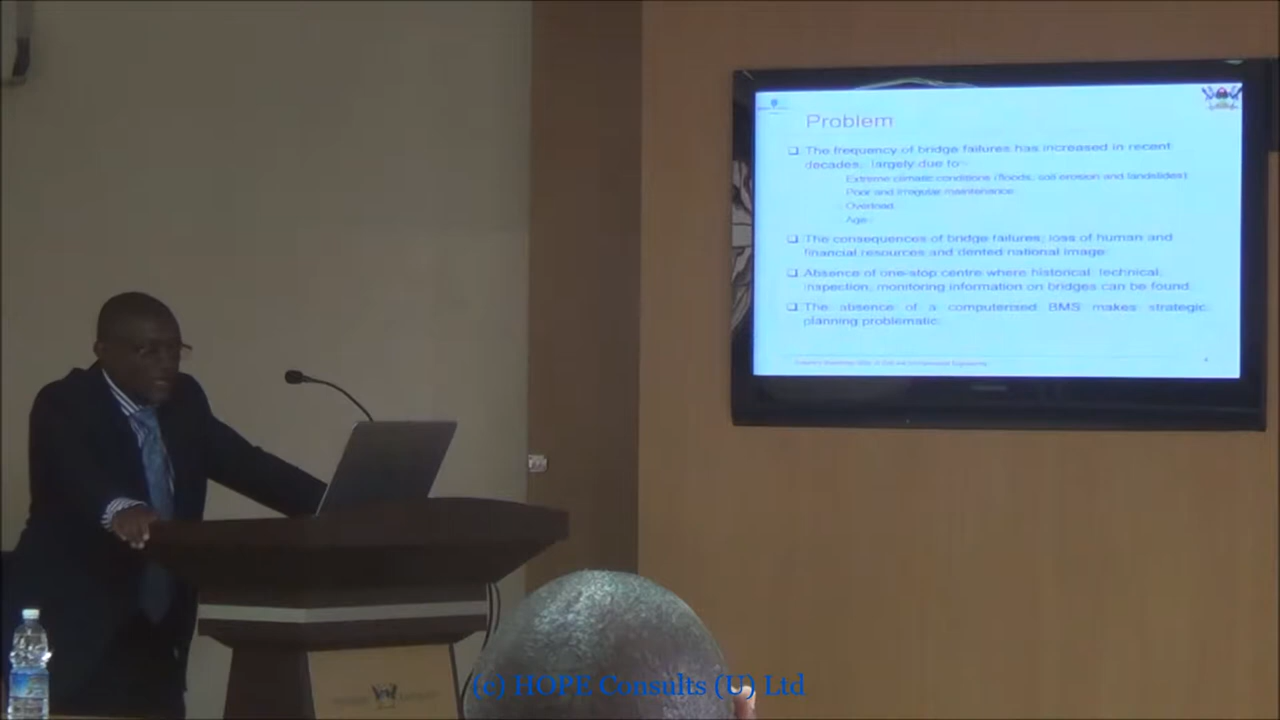 Problem
❑ The frequency of bridge failures has increased in recent
decades, largely due to:-
Extreme climatic conditions (floods, soil erosion and landslides)
Poor and Irregular maintenance
Overload
Age
❑ The consequences of bridge failures; loss of human and
financial resources and dented national image
❑ Absence of one-stop centre where historical, technical,
inspection, monitoring information on bridges can be found.
❑ The absence of a computerised BMS makes strategic
planning problematic
(c) HOPE Consults (U) Ltd